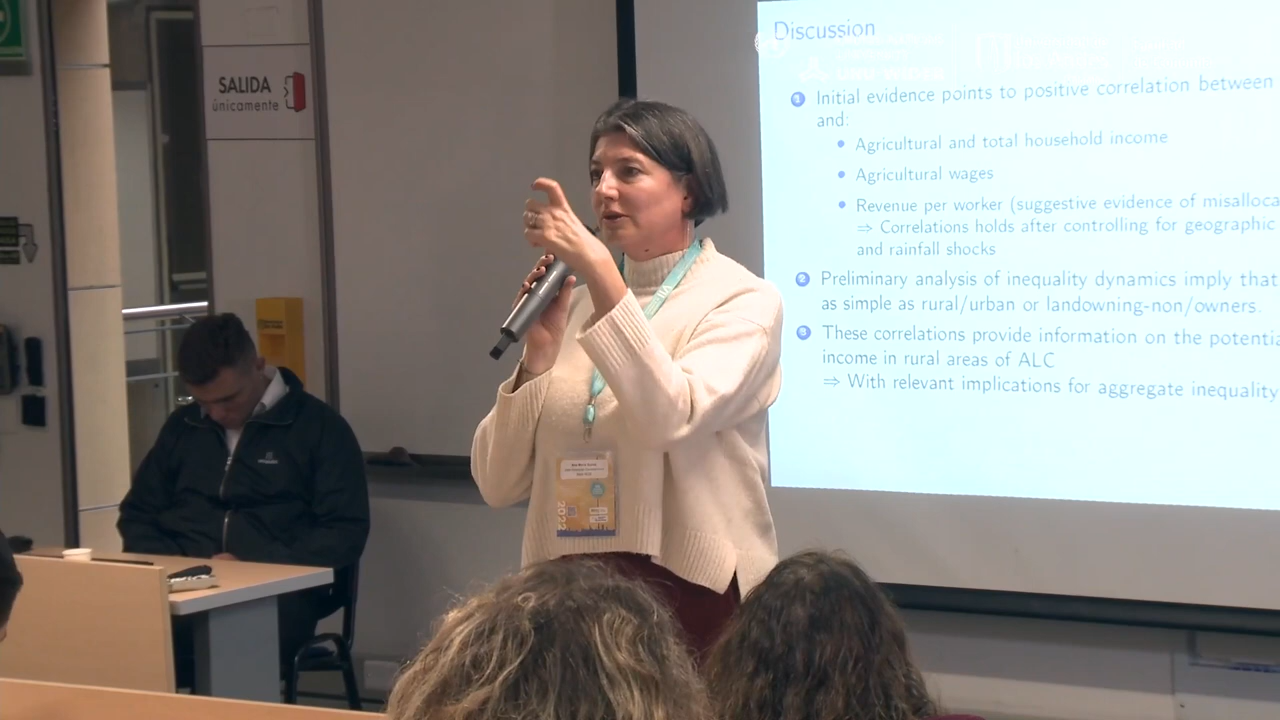 SALIDA
únicamente
Discussion
1 Initial evidence points to positive correlation between
and:
• Agricultural and total household income
• Agricultural wages
• Revenue per worker (suggestive evidence of misalloca
⇒ Correlations holds after controlling for geographic
and rainfall shocks
2 Preliminary analysis of inequality dynamics imply that
as simple as rural/urban or landowning-non/owners.
3 These correlations provide information on the potentia
income in rural areas of ALC
⇒ With relevant implications for aggregate inequality
2022